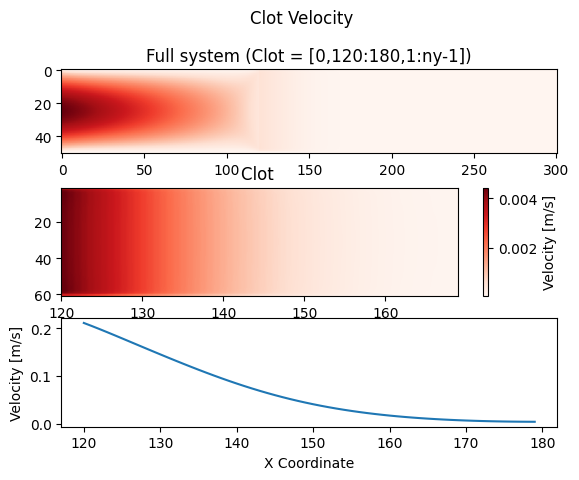 Clot Velocity
Full system (Clot = [0,120:180,1:ny-1])
0
20
40
0 50 100 150 200 250 300
Clot
20
40
60
120 130 140 150 160
0.004
0.002
Velocity [m/s]
0.2
0.1
0.0
Velocity [m/s]
120 130 140 150 160 170 180
X Coordinate